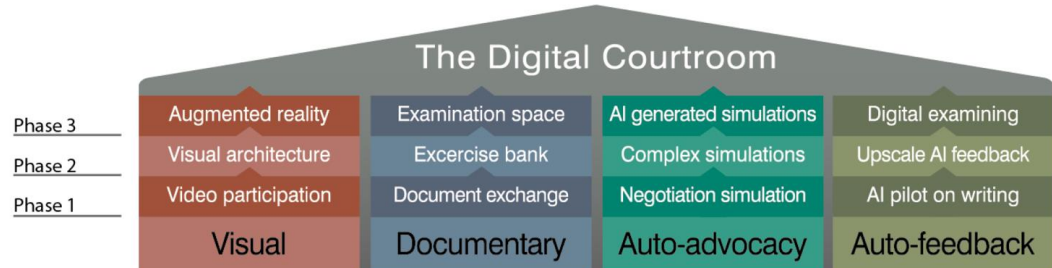 The Digital Courtroom
Phase 3 Augmented reality Examination space AI generated simulations Digital examining
Phase 2 Visual architecture Excercise bank Complex simulations Upscale AI feedback
Phase 1 Video participation Document exchange Negotiation simulation AI pilot on writing
Visual Documentary Auto-advocacy Auto-feedback